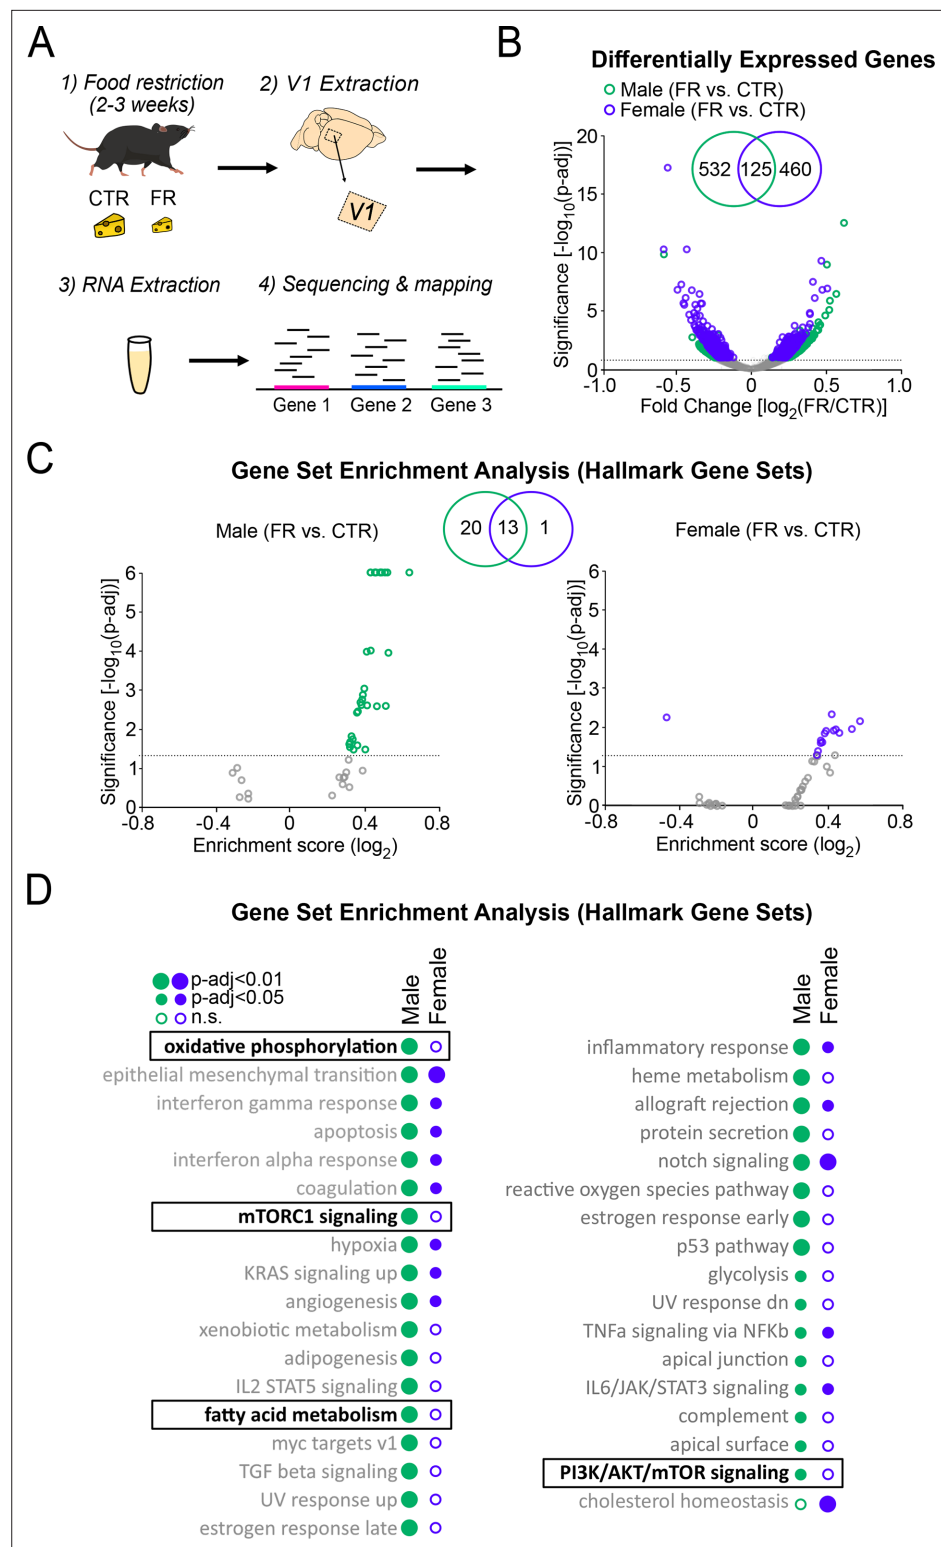 A
1) Food restriction
(2-3 weeks)
2) V1 Extraction
CTR FR
V1
3) RNA Extraction
4) Sequencing & mapping
Gene 1 Gene 2 Gene 3
B
Differentially Expressed Genes
Male (FR vs. CTR)
Female (FR vs. CTR)
532 125 460
Significance [-log10(p-adj)]
20
15
10
5
0
-1.0 -0.5 0 0.5 1.0
Fold Change [log2(FR/CTR)]
C
Gene Set Enrichment Analysis (Hallmark Gene Sets)
Male (FR vs. CTR)
20 13 1
Female (FR vs. CTR)
Significance [-log10(p-adj)]
6
5
4
3
2
1
0
-0.8 -0.4 0 0.4 0.8
Enrichment score (log2)
Significance [-log10(p-adj)]
6
5
4
3
2
1
0
-0.8 -0.4 0 0.4 0.8
Enrichment score (log2)
D
Gene Set Enrichment Analysis (Hallmark Gene Sets)
p-adj<0.01
p-adj<0.05
n.s.
Male
Female
oxidative phosphorylation
epithelial mesenchymal transition
interferon gamma response
apoptosis
interferon alpha response
coagulation
mTORC1 signaling
hypoxia
KRAS signaling up
angiogenesis
xenobiotic metabolism
adipogenesis
IL2 STAT5 signaling
fatty acid metabolism
myc targets v1
TGF beta signaling
UV response up
estrogen response late
Male
Female
inflammatory response
heme metabolism
allograft rejection
protein secretion
notch signaling
reactive oxygen species pathway
estrogen response early
p53 pathway
glycolysis
UV response dn
TNFa signaling via NFKb
apical junction
IL6/JAK/STAT3 signaling
complement
apical surface
PI3K/AKT/mTOR signaling
cholesterol homeostasis